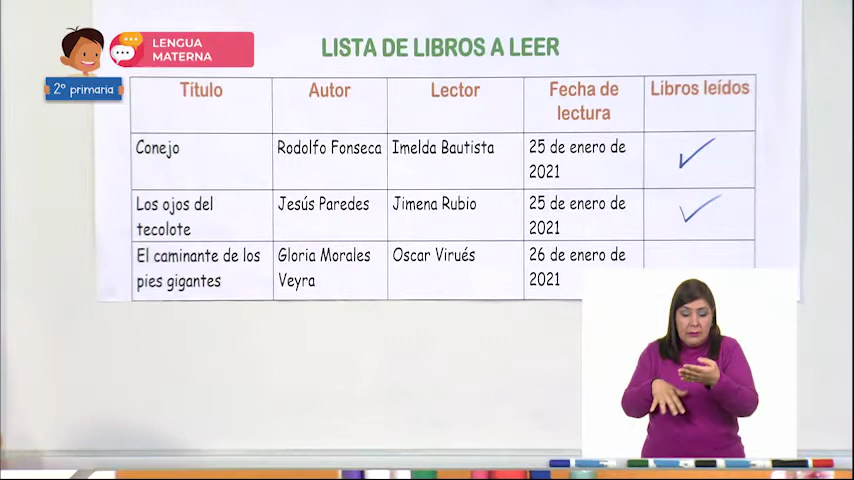 LENGUA
MATERNA
2° primaria
LISTA DE LIBROS A LEER
Título Autor Lector Fecha de lectura Libros leídos
Conejo Rodolfo Fonseca Imelda Bautista 25 de enero de 2021
Los ojos del tecolote Jesús Paredes Jimena Rubio 25 de enero de 2021
El caminante de los pies gigantes Gloria Morales Veyra Oscar Virués 26 de enero de 2021